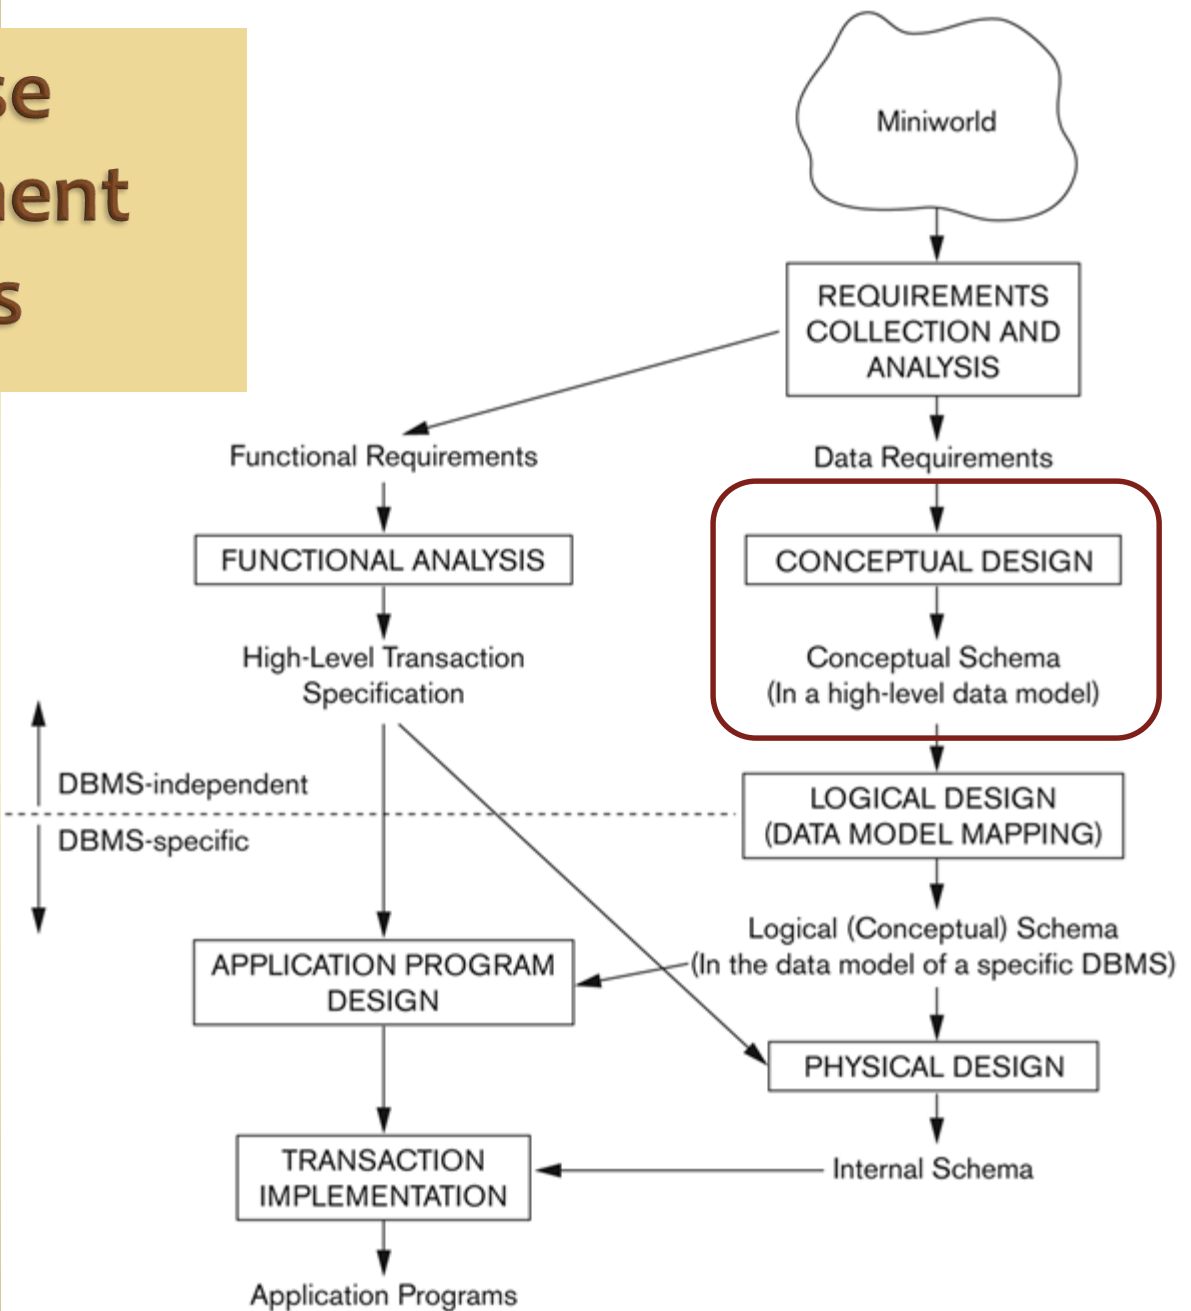 se
ent
s
Miniworld
REQUIREMENTS
COLLECTION AND
ANALYSIS
Functional Requirements
Data Requirements
FUNCTIONAL ANALYSIS
CONCEPTUAL DESIGN
High-Level Transaction
Specification
Conceptual Schema
(In a high-level data model)
DBMS-independent
DBMS-specific
LOGICAL DESIGN
(DATA MODEL MAPPING)
Logical (Conceptual) Schema
(In the data model of a specific DBMS)
APPLICATION PROGRAM
DESIGN
PHYSICAL DESIGN
TRANSACTION
IMPLEMENTATION
Internal Schema
Application Programs